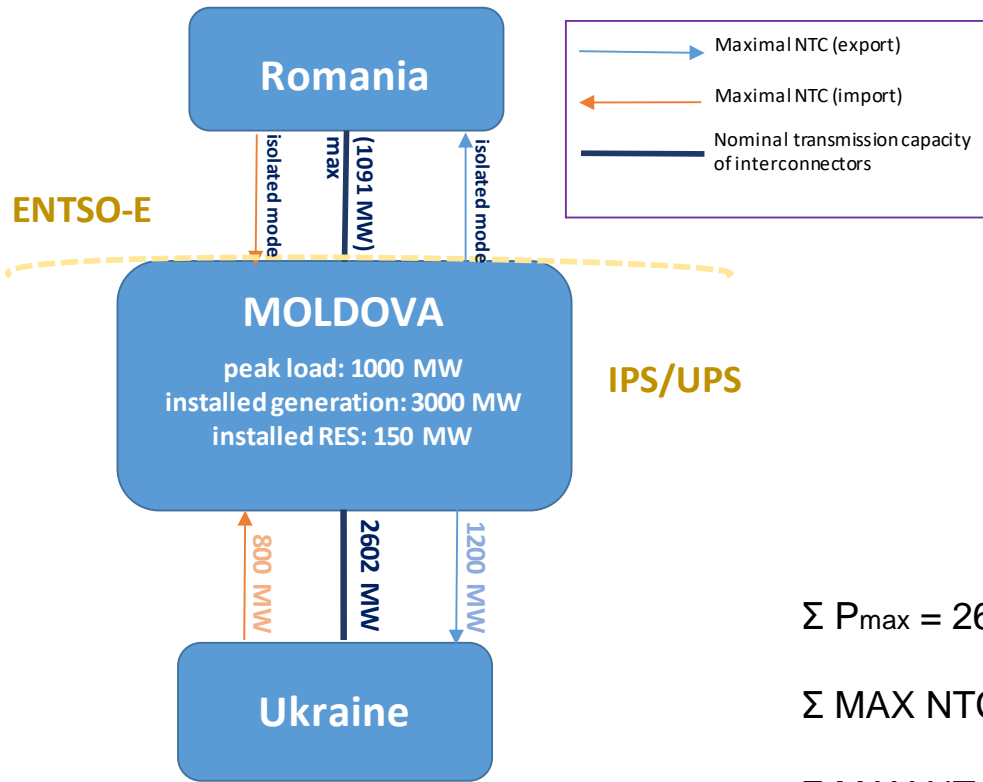 Romania
Maximal NTC (export)
Maximal NTC (import)
Nominal transmission capacity
of interconnectors
isolated mode
(1091 MW)
max
isolated mode
ENTSO-E
MOLDOVA
peak load: 1000 MW
installed generation: 3000 MW
installed RES: 150 MW
IPS/UPS
800 MW
2602 MW
1200 MW
Ukraine
Σ Pmax = 26
Σ MAX NTC